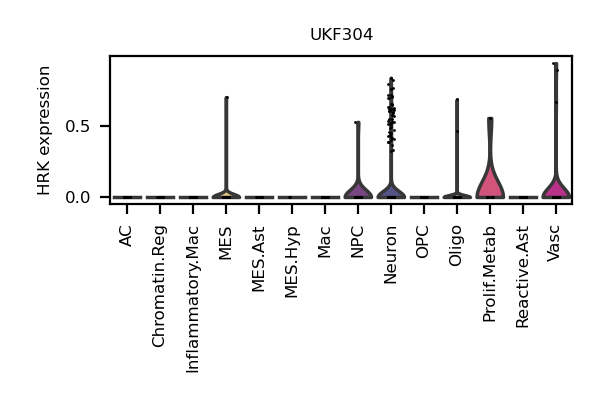 UKF304
HRK expression
0.5
0.0
AC
Chromatin.Reg
Inflammatory.Mac
MES
MES.Ast
MES.Hyp
Mac
NPC
Neuron
OPC
Oligo
Prolif.Metab
Reactive.Ast
Vasc